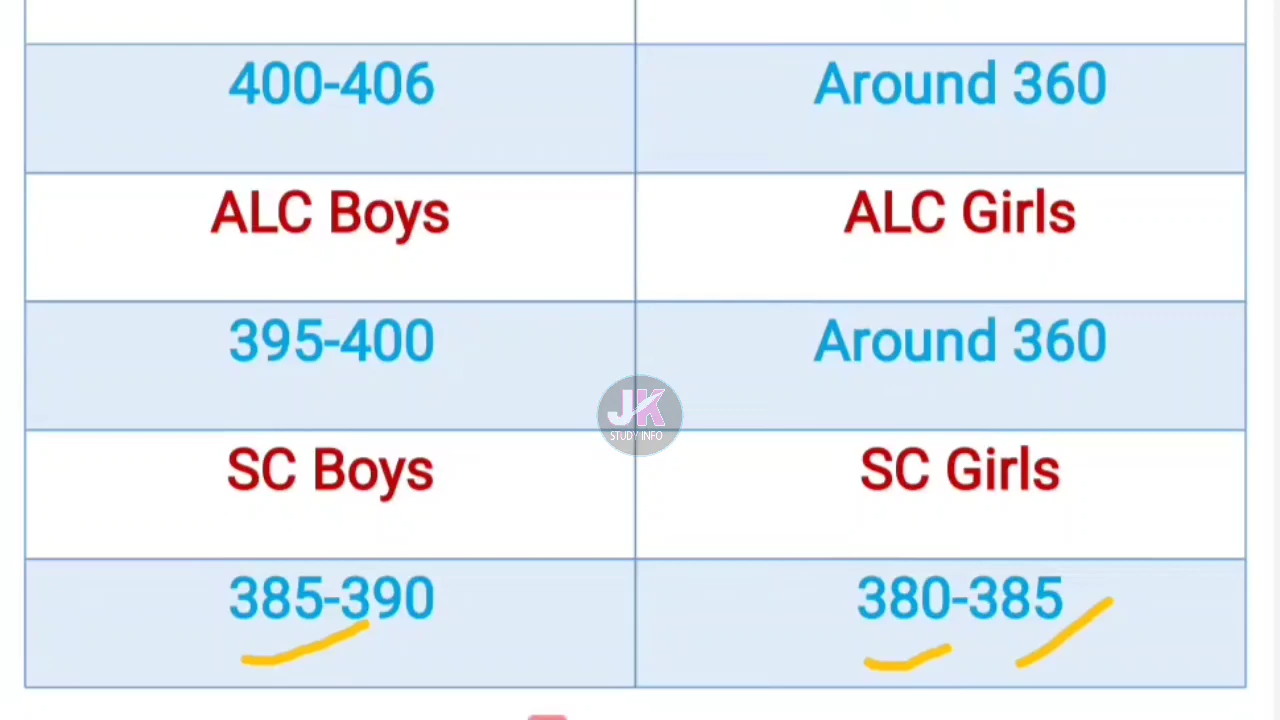 400-406 Around 360
ALC Boys ALC Girls
395-400 Around 360
JK
STUDY INFO
SC Boys SC Girls
385-390 380-385